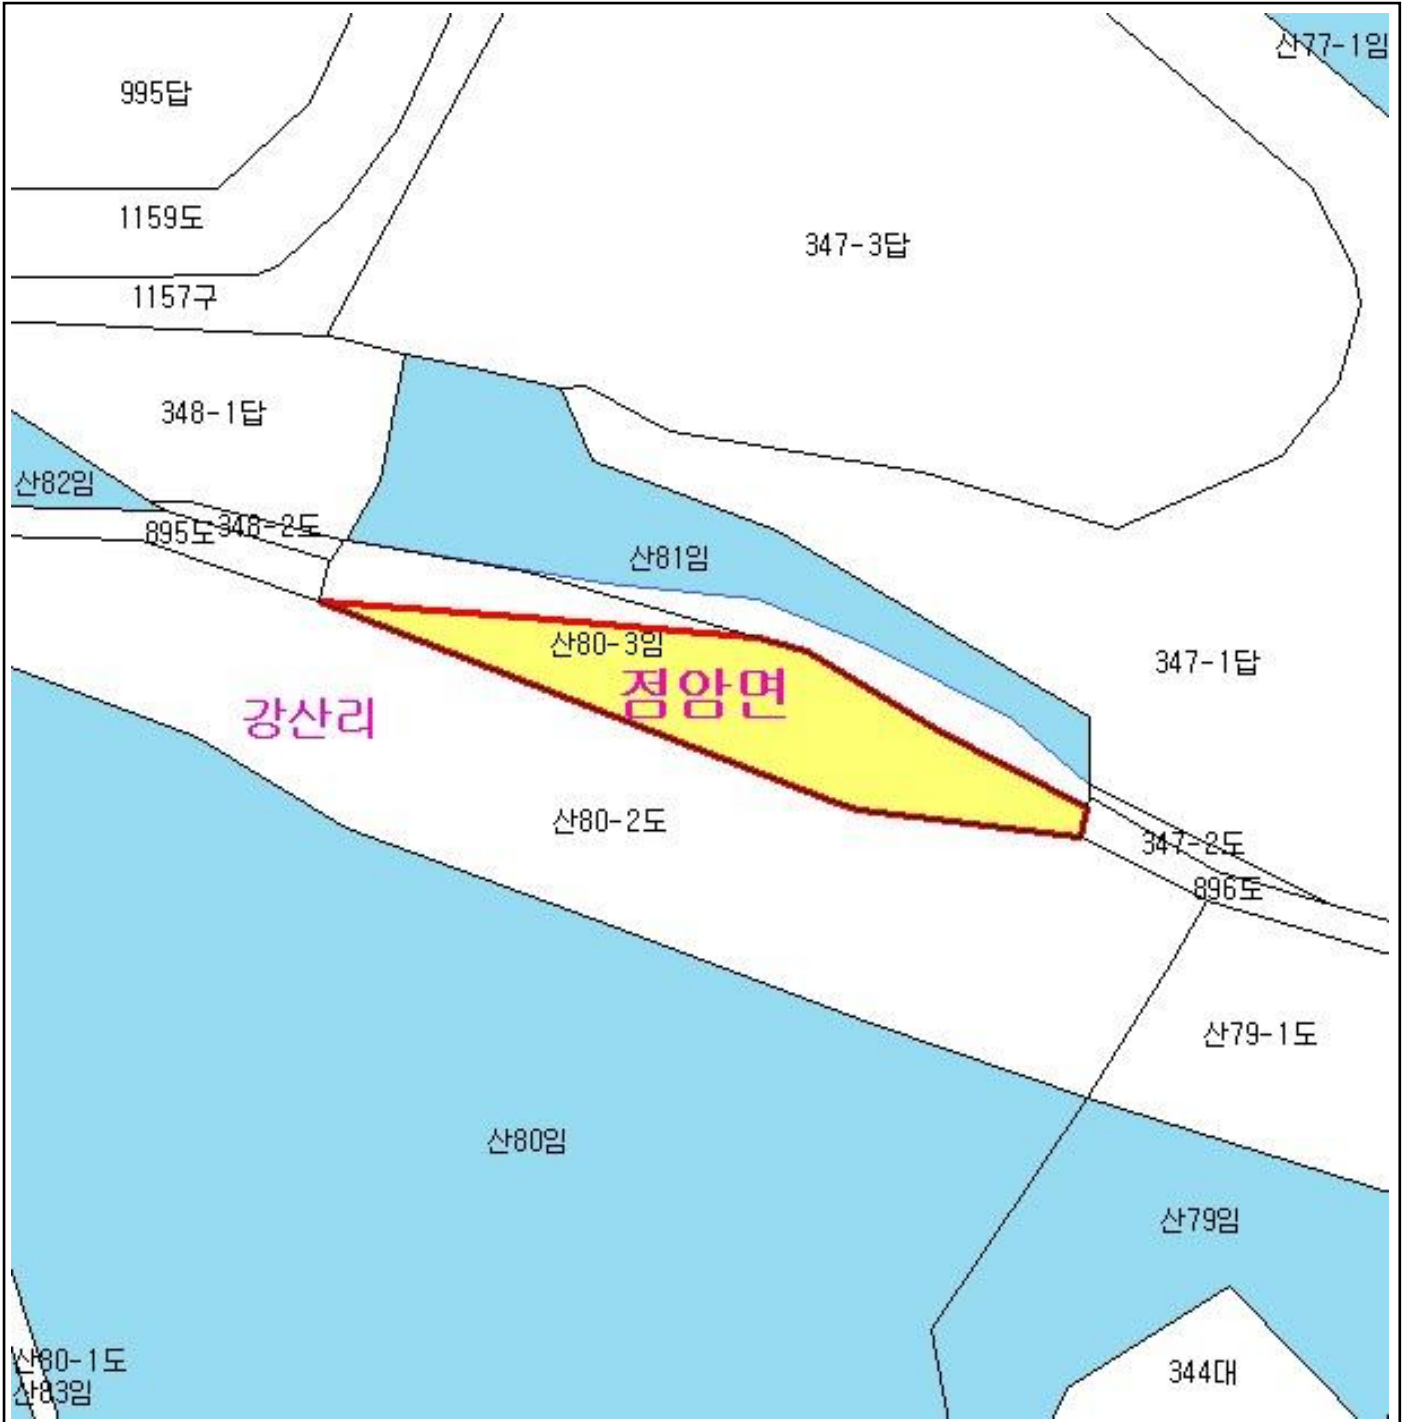 산77-1임
995답
1159도
347-3답
1157구
348-1답
산82임
895도
348-2도
산81임
산80-3임
347-1답
점암면
강산리
산80-2도
347-2도
896도
산79-1도
산80임
산79임
산80-1도
344대
산83임